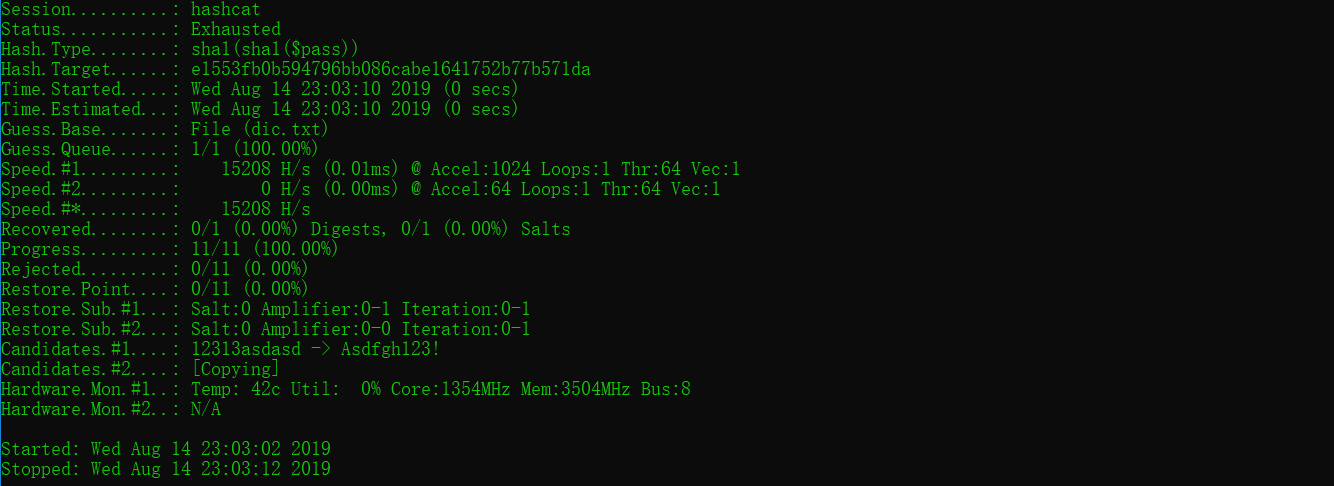 Session..........: hashcat
Status...........: Exhausted
Hash.Type........: sha1(sha1($pass))
Hash.Target......: e1553fb0b594796bb086cabe1641752b77b571da
Time.Started.....: Wed Aug 14 23:03:10 2019 (0 secs)
Time.Estimated...: Wed Aug 14 23:03:10 2019 (0 secs)
Guess.Base.......: File (dic.txt)
Guess.Queue......: 1/1 (100.00%)
Speed.#1.........:    15208 H/s (0.01ms) @ Accel:1024 Loops:1 Thr:64 Vec:1
Speed.#2.........:        0 H/s (0.00ms) @ Accel:64 Loops:1 Thr:64 Vec:1
Speed.#*.........:    15208 H/s
Recovered........: 0/1 (0.00%) Digests, 0/1 (0.00%) Salts
Progress.........: 11/11 (100.00%)
Rejected.........: 0/11 (0.00%)
Restore.Point....: 0/11 (0.00%)
Restore.Sub.#1...: Salt:0 Amplifier:0-1 Iteration:0-1
Restore.Sub.#2...: Salt:0 Amplifier:0-0 Iteration:0-1
Candidates.#1....: 12313asdasd -> Asdfgh123!
Candidates.#2....: [Copying]
Hardware.Mon.#1..: Temp: 42c Util:  0% Core:1354MHz Mem:3504MHz Bus:8
Hardware.Mon.#2..: N/A
Started: Wed Aug 14 23:03:02 2019
Stopped: Wed Aug 14 23:03:12 2019